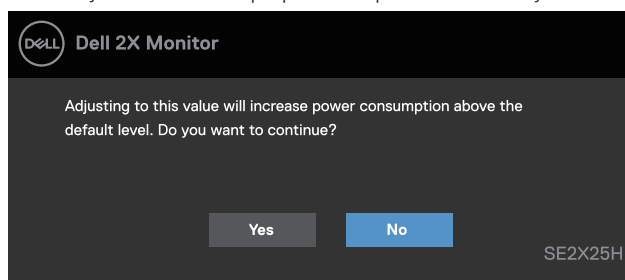 DELL
Dell 2X Monitor
Adjusting to this value will increase power consumption above the
default level. Do you want to continue?
Yes
No
SE2X25H